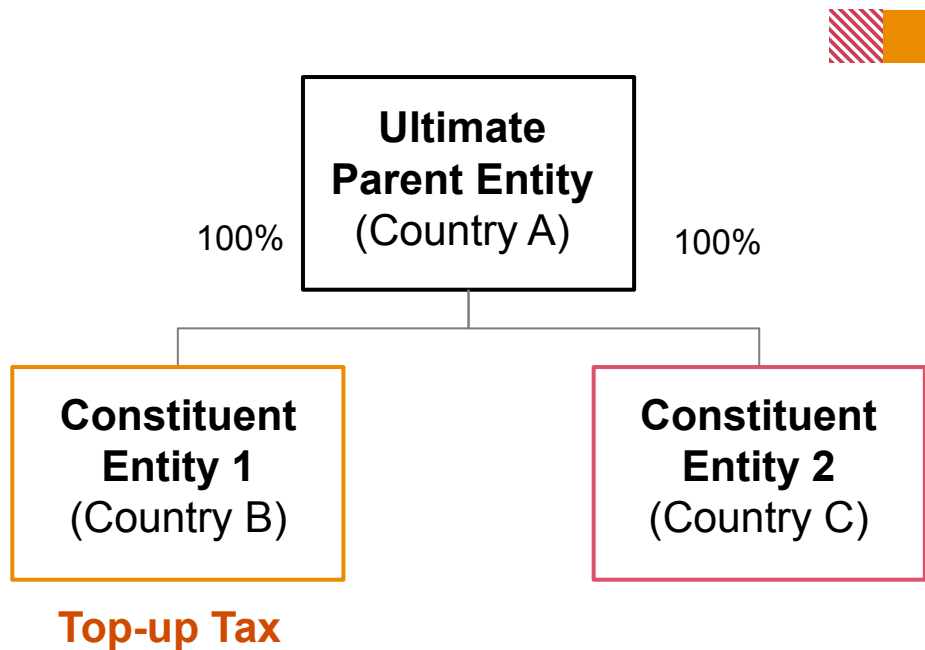 Ultimate
Parent Entity
(Country A)
100%
100%
Constituent
Entity 1
(Country B)
Constituent
Entity 2
(Country C)
Top-up Tax